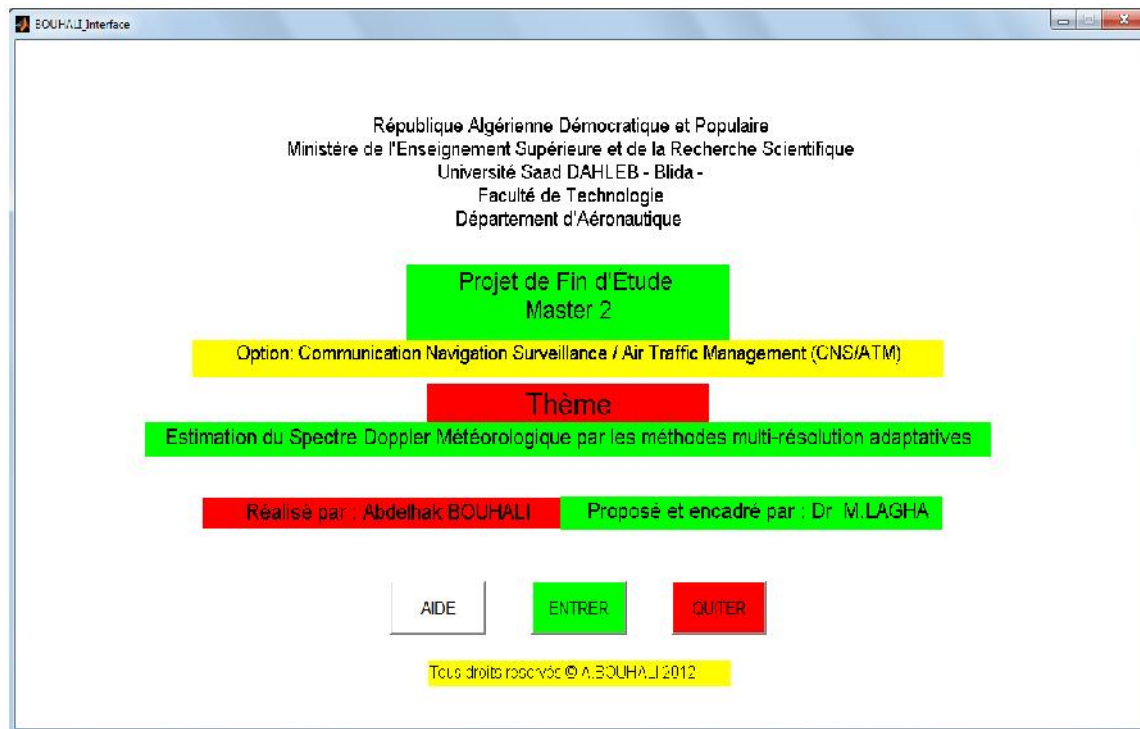 BOUHALI_Interface
République Algérienne Démocratique et Populaire
Ministère de l'Enseignement Supérieure et de la Recherche Scientifique
Université Saad DAHLEB - Blida -
Faculté de Technologie
Département d'Aéronautique
Projet de Fin d'Étude
Master 2
Option: Communication Navigation Surveillance / Air Traffic Management (CNS/ATM)
Thème
Estimation du Spectre Doppler Météorologique par les méthodes multi-résolution adaptatives
Réalisé par : Abdelhak BOUHALI Proposé et encadré par : Dr M.LAGHA
AIDE ENTRER QUITER
Tous droits reservés © A.BOUHALI 2012